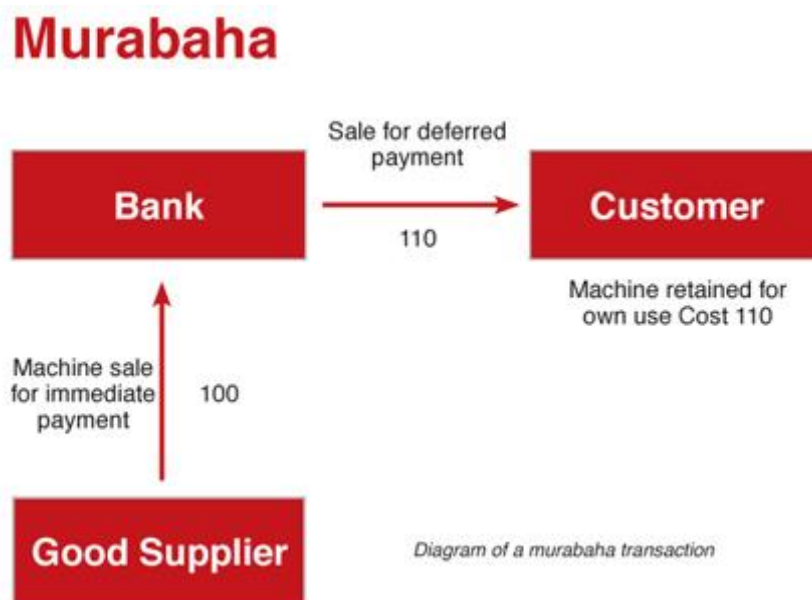 Murabaha
Sale for deferred
payment
Bank
Customer
110
Machine retained for
own use Cost 110
Machine sale
for immediate
payment
100
Good Supplier
Diagram of a murabaha transaction